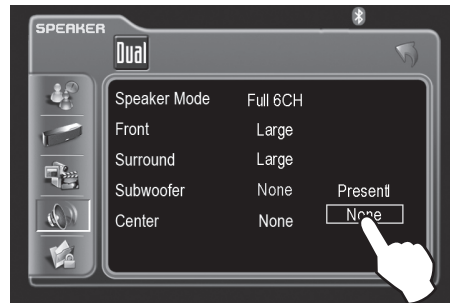 SPEAKER
Dual
Speaker Mode Full 6CH
Front Large
Surround Large
Subwoofer None Present
Center None None